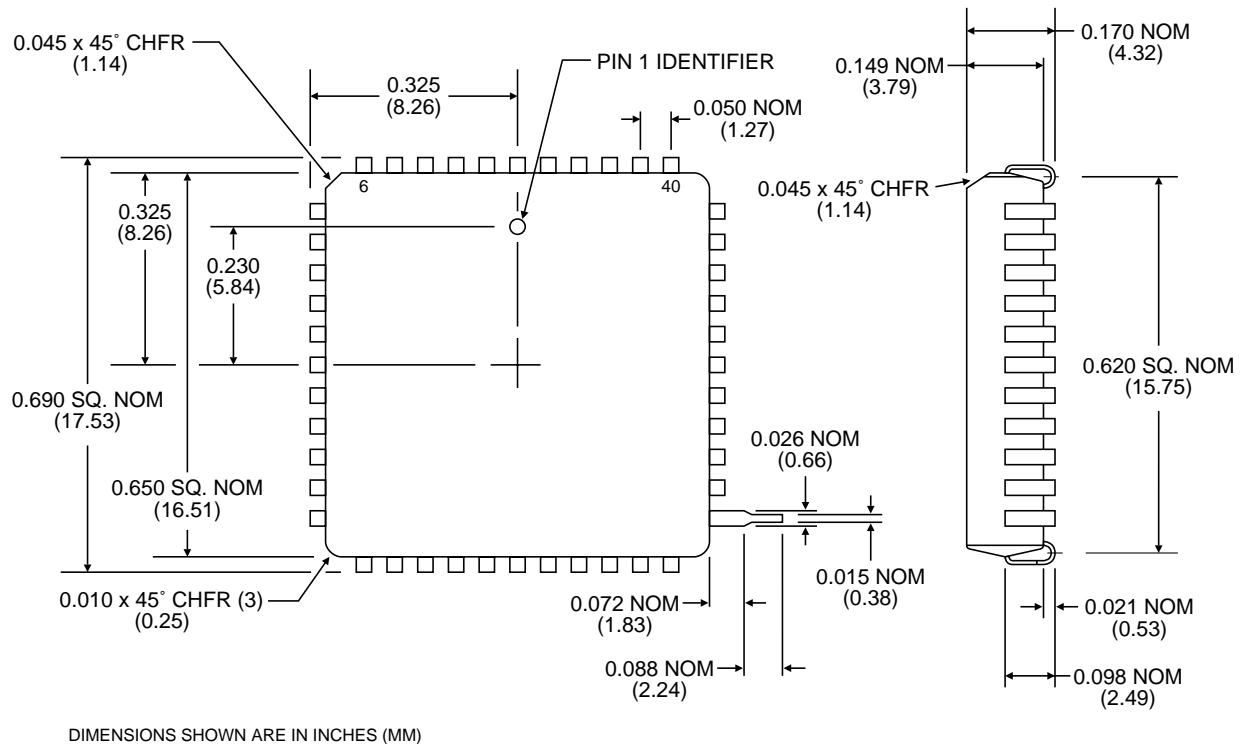 0.045 x 45° CHFR
(1.14)
PIN 1 IDENTIFIER
0.170 NOM
(4.32)
0.149 NOM
(3.79)
0.325
(8.26)
0.050 NOM
(1.27)
6
40
0.045 x 45° CHFR
(1.14)
0.325
(8.26)
0.230
(5.84)
0.690 SQ. NOM
(17.53)
0.620 SQ. NOM
(15.75)
0.026 NOM
(0.66)
0.650 SQ. NOM
(16.51)
0.010 x 45° CHFR (3)
(0.25)
0.072 NOM
(1.83)
0.015 NOM
(0.38)
0.021 NOM
(0.53)
0.088 NOM
(2.24)
0.098 NOM
(2.49)
DIMENSIONS SHOWN ARE IN INCHES (MM)